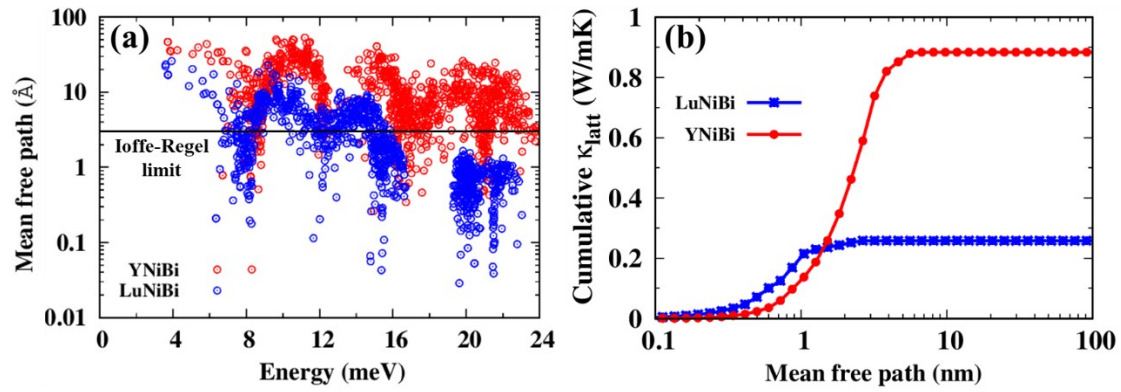 (a)
Mean free path (Å)
100
10
1
0.1
0.01
Ioffe-Regel
limit
YNiBi
LuNiBi
0 4 8 12 16 20 24
Energy (meV)
(b)
Cumulative κlatt (W/mK)
1
0.8
0.6
0.4
0.2
0
LuNiBi
YNiBi
0.1 1 10 100
Mean free path (nm)